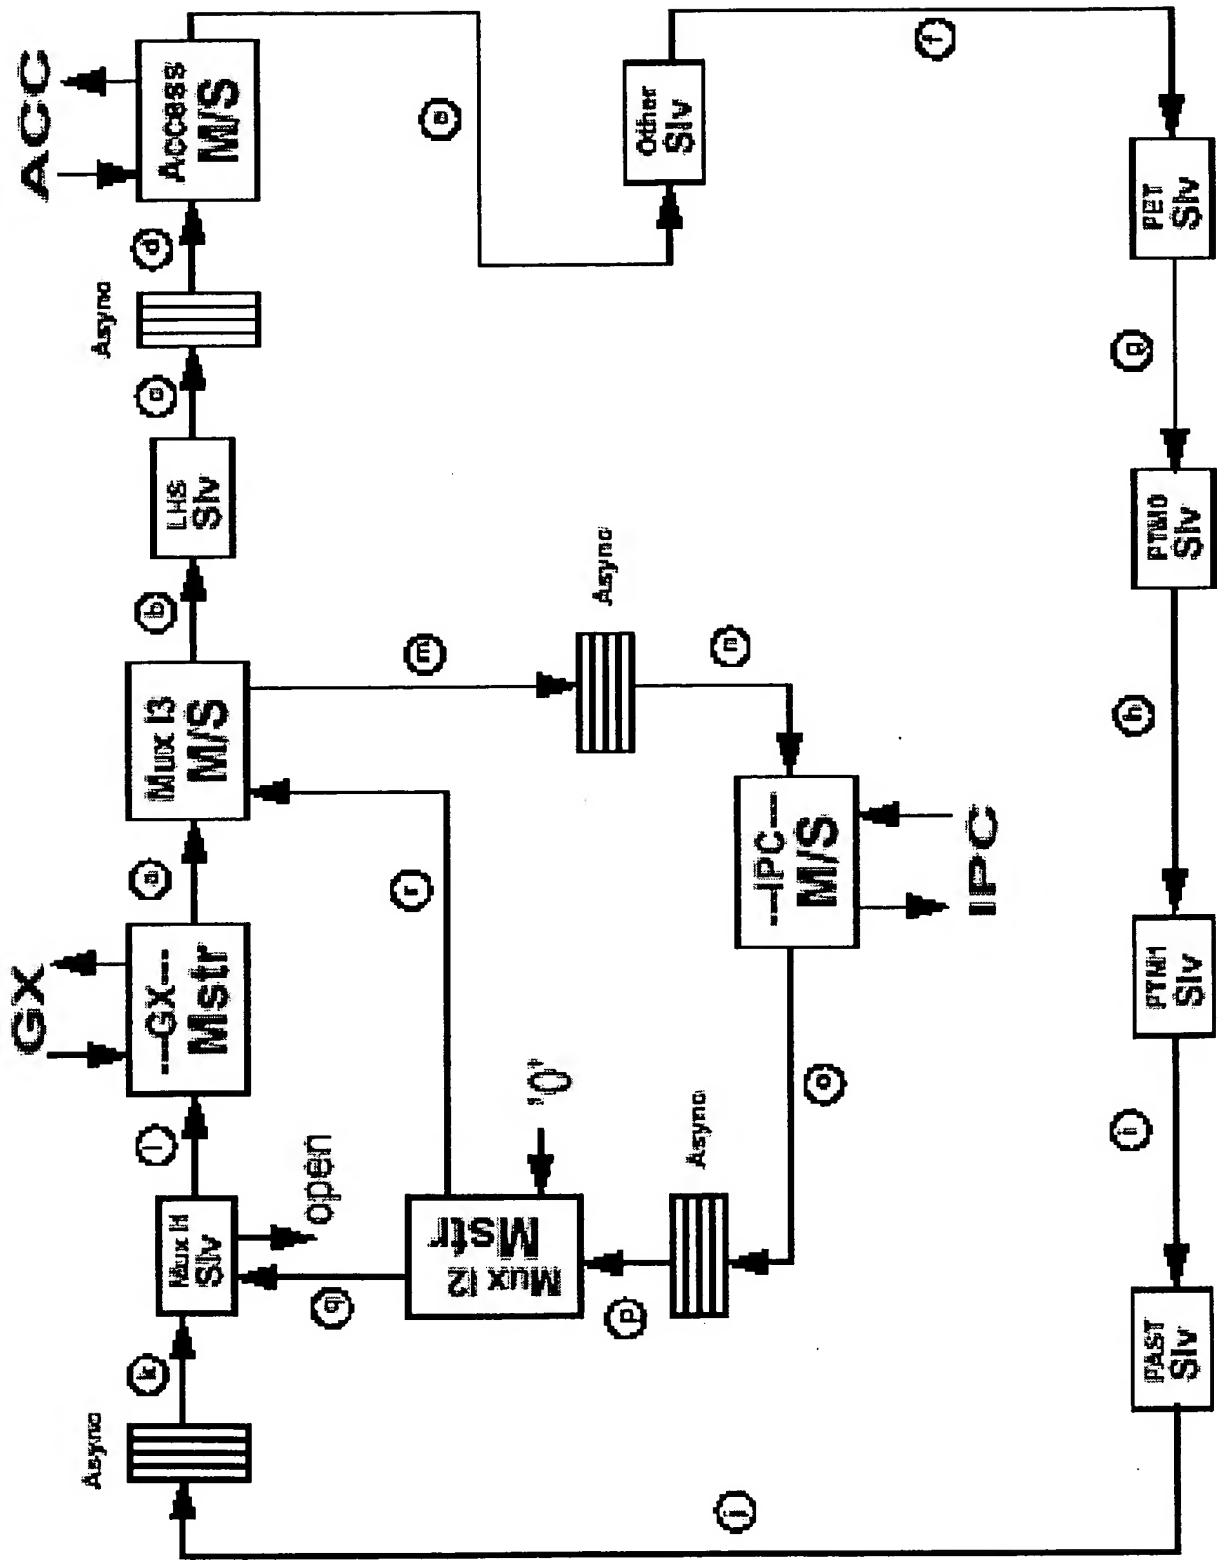 GX
ACC
Async
Async
k
l
a
b
c
d
Mux I1
Slv
---GX---
Mstr
Mux I3
M/S
LHS
Slv
Access
M/S
open
q
r
m
e
Mux I2
Mstr
'0'
Async
p
Async
n
Other
Slv
o
---IPC---
M/S
IPC
f
j
i
h
g
PAST
Slv
PTM1
Slv
PTM0
Slv
PET
Slv